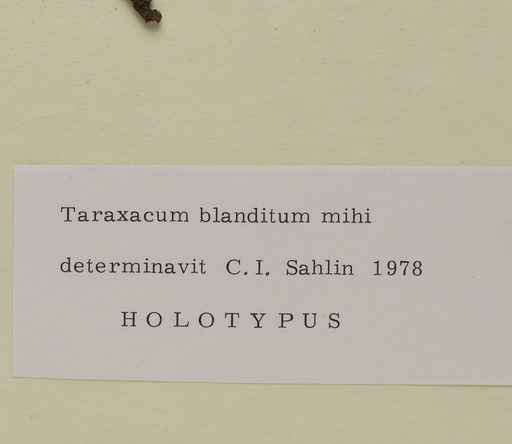 Taraxacum blanditum mihi
determinavit C. I. Sahlin 1978
HOLOTYPUS